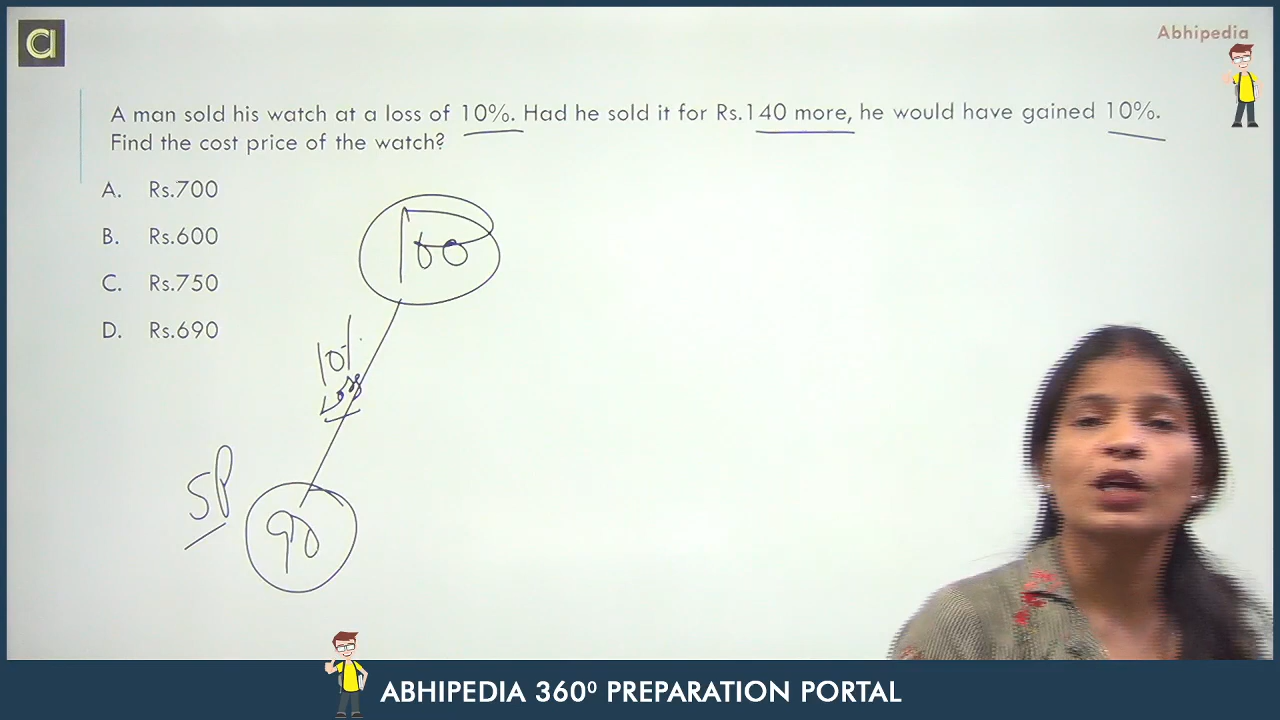 Abhipedia
A man sold his watch at a loss of 10%. Had he sold it for Rs.140 more, he would have gained 10%.
Find the cost price of the watch?
A. Rs.700
B. Rs.600
C. Rs.750
D. Rs.690
100
10%
Loss
SP
90
ABHIPEDIA 360⁰ PREPARATION PORTAL